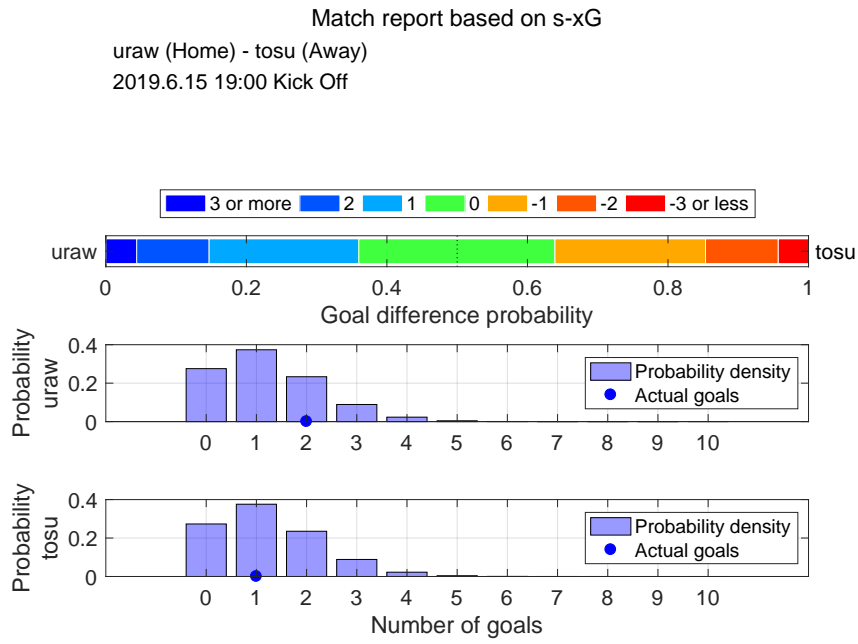 Match report based on s-xG
uraw (Home) - tosu (Away)
2019.6.15 19:00 Kick Off
3 or more 2 1 0 -1 -2 -3 or less
uraw tosu
0 0.2 0.4 0.6 0.8 1
Goal difference probability
Probability
uraw
0.4
0.2
0
Probability density
Actual goals
0 1 2 3 4 5 6 7 8 9 10
Probability
tosu
0.4
0.2
0
Probability density
Actual goals
0 1 2 3 4 5 6 7 8 9 10
Number of goals